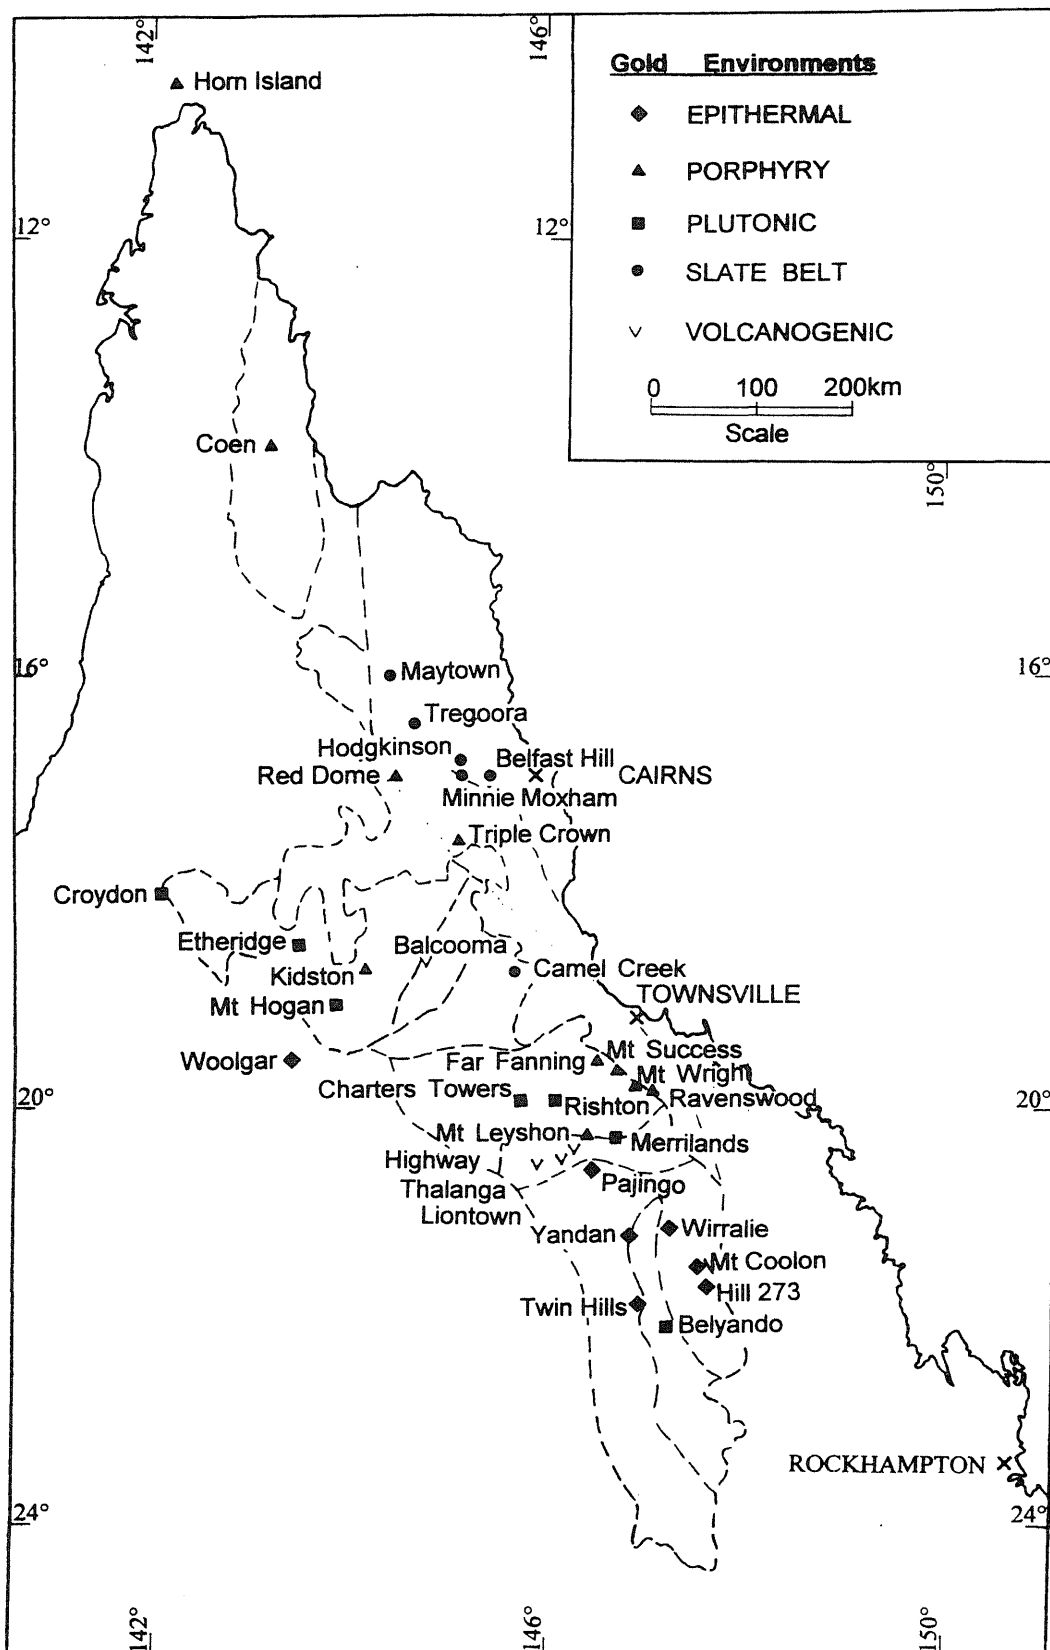 142°
146°
Horn Island
Gold Environments
EPITHERMAL
PORPHYRY
PLUTONIC
SLATE BELT
VOLCANOGENIC
0 100 200km
Scale
12°
12°
Coen
150°
16°
16°
Maytown
Tregoora
Hodgkinson
Belfast Hill
Red Dome
CAIRNS
Minnie Moxham
Triple Crown
Croydon
Etheridge
Balcooma
Kidston
Camel Creek
Mt Hogan
TOWNSVILLE
Woolgar
Far Fanning
Mt Success
Mt Wright
Charters Towers
Rishton
Ravenswood
20°
20°
Mt Leyshon
Merrilands
Highway
Thalanga
Pajingo
Liontown
Yandan
Wirralie
Mt Coolon
Hill 273
Twin Hills
Belyando
ROCKHAMPTON
24°
24°
142°
146°
150°